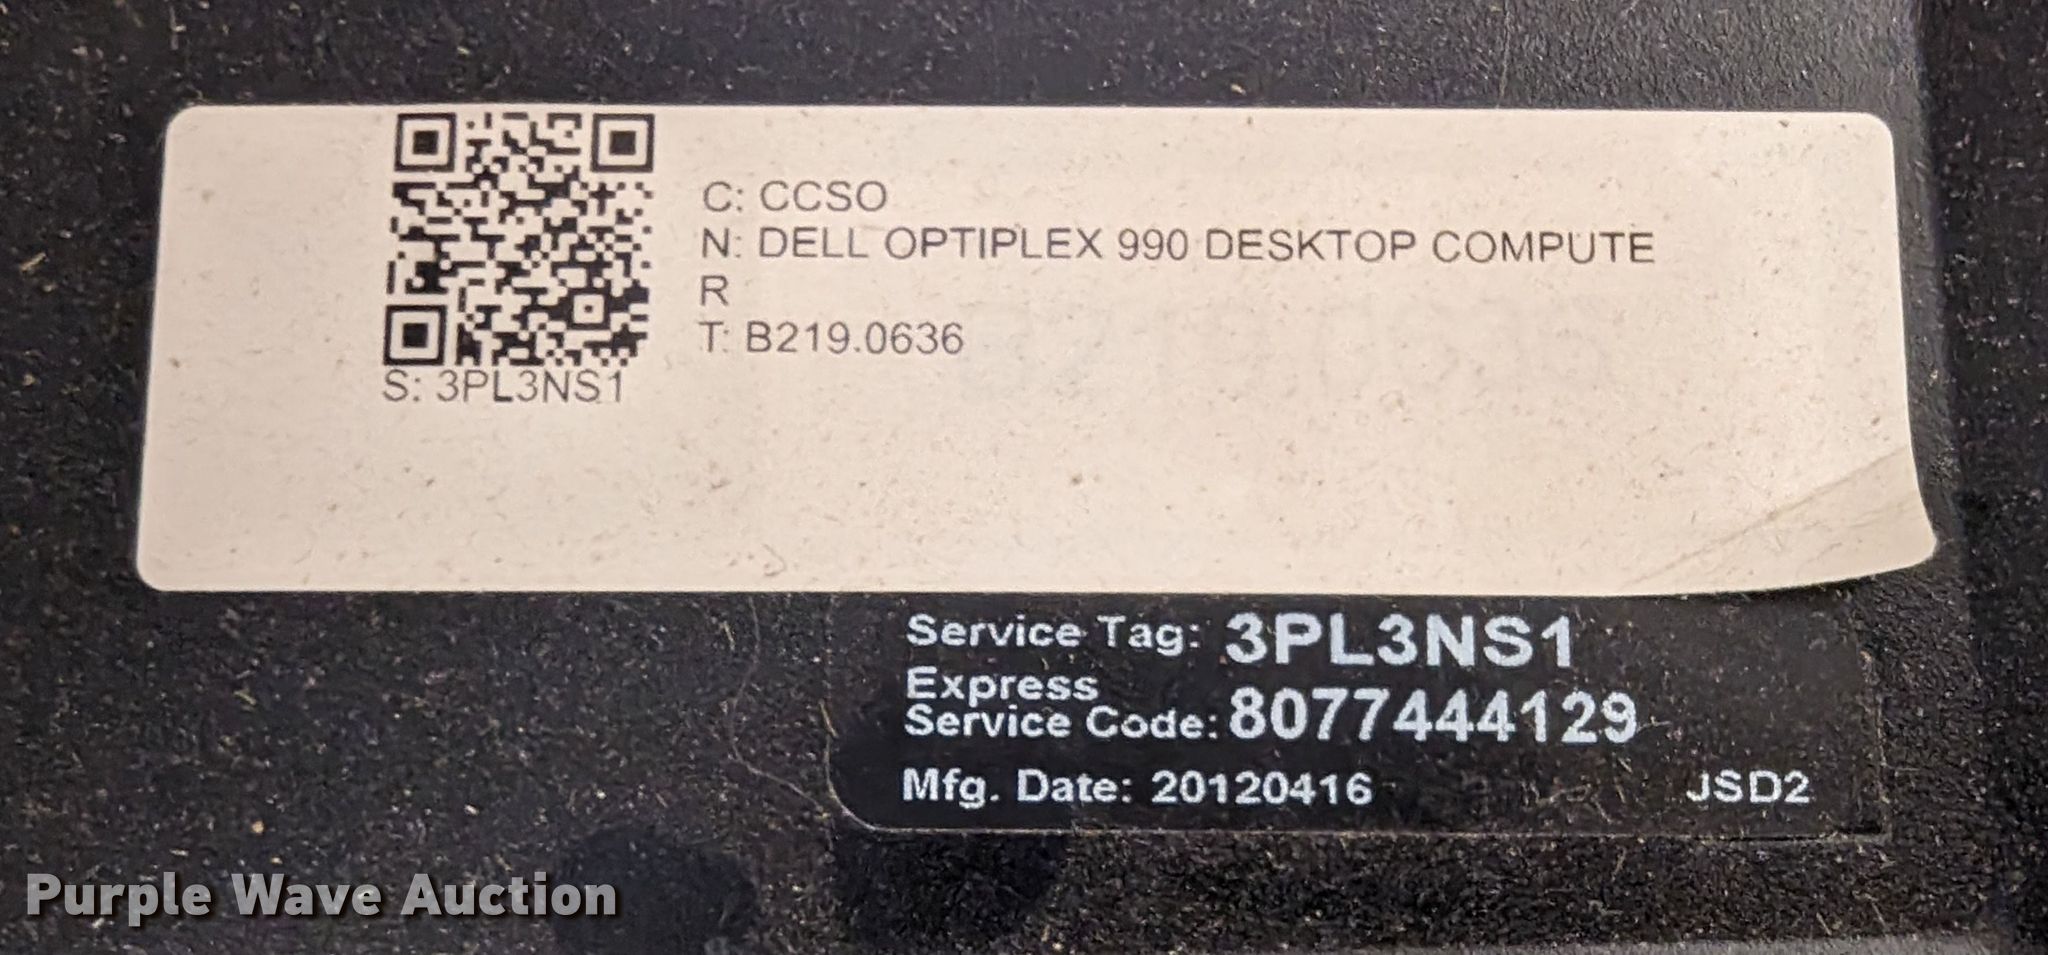 C: CCSO
N: DELL OPTIPLEX 990 DESKTOP COMPUTE
R
T: B219.0636
S: 3PL3NS1
Service Tag: 3PL3NS1
Express
Service Code: 8077444129
Mfg. Date: 20120416 JSD2
Purple Wave Auction